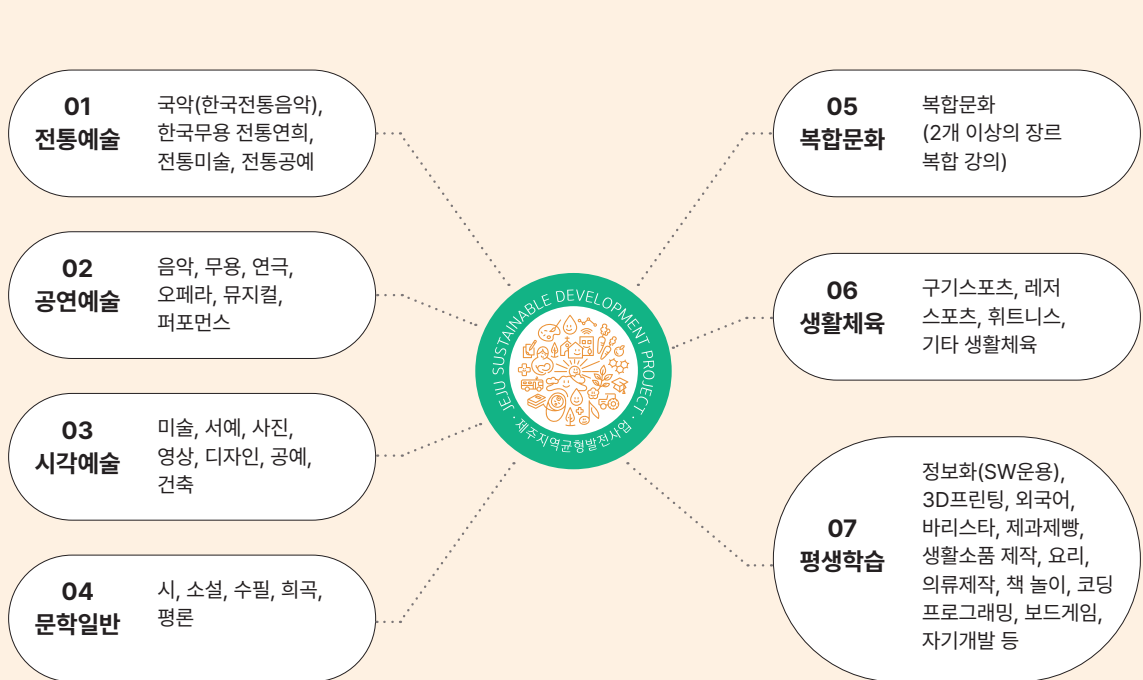 01
전통예술
국악(한국전통음악),
한국무용 전통연희,
전통미술, 전통공예
02
공연예술
음악, 무용, 연극,
오페라, 뮤지컬,
퍼포먼스
03
시각예술
미술, 서예, 사진,
영상, 디자인, 공예,
건축
04
문학일반
시, 소설, 수필, 희곡,
평론
JEJU SUSTAINABLE DEVELOPMENT PROJECT
· 제주지역균형발전사업 ·
05
복합문화
복합문화
(2개 이상의 장르
복합 강의)
06
생활체육
구기스포츠, 레저
스포츠, 휘트니스,
기타 생활체육
07
평생학습
정보화(SW운용),
3D프린팅, 외국어,
바리스타, 제과제빵,
생활소품 제작, 요리,
의류제작, 책 놀이, 코딩
프로그래밍, 보드게임,
자기개발 등